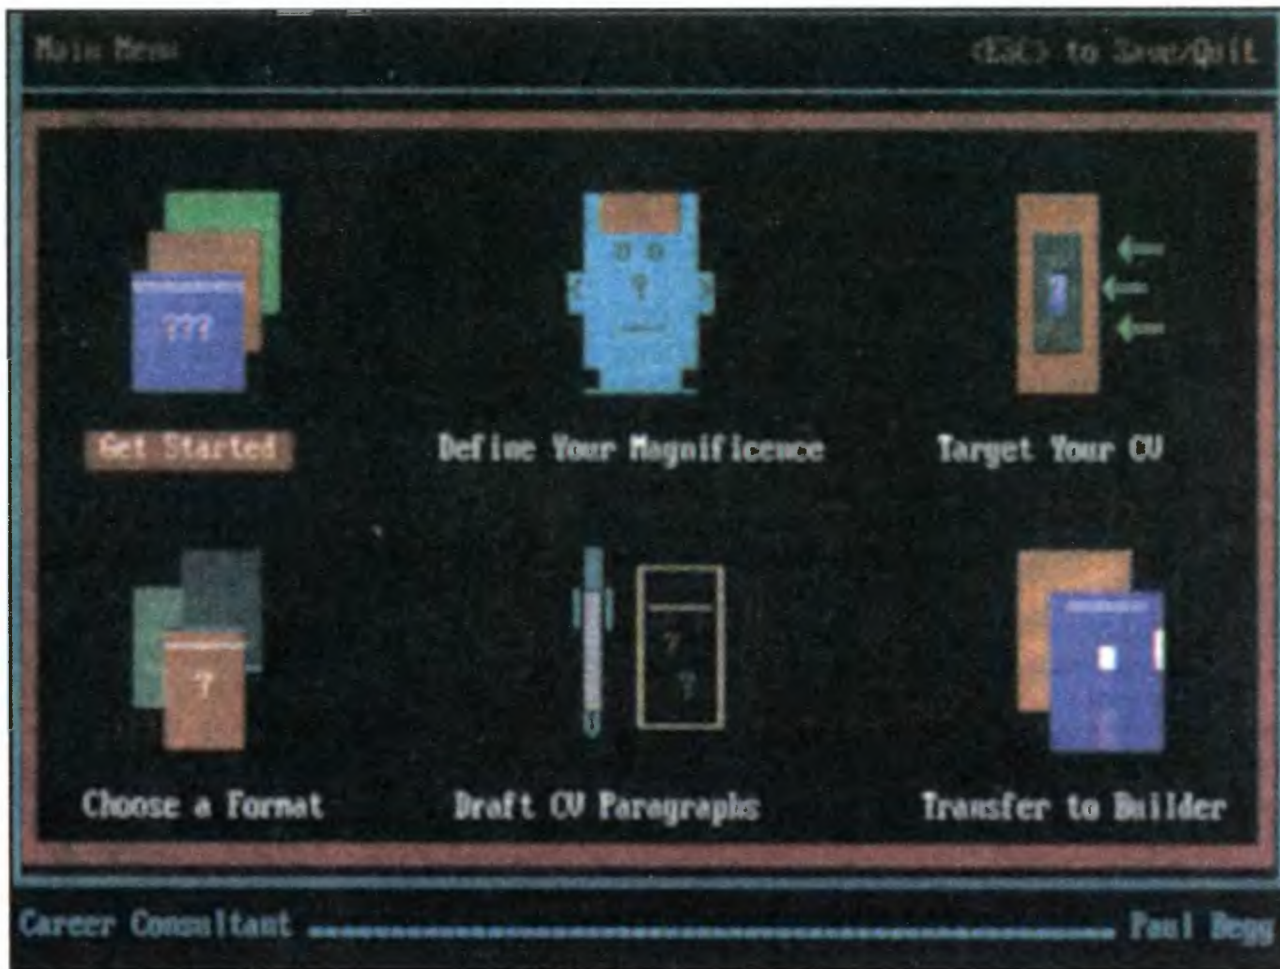 Main Menu <ESC> to Save/Quit
???
?
?
Get Started Define Your Magnificence Target Your CV
?
?
?
Choose a Format Draft CV Paragraphs Transfer to Builder
Career Consultant Paul Begg